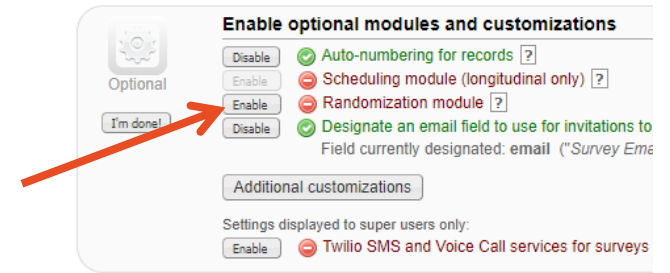 Enable optional modules and customizations
Optional
I'm done!
Disable Auto-numbering for records ?
Enable Scheduling module (longitudinal only) ?
Enable Randomization module ?
Disable Designate an email field to use for invitations to
Field currently designated: email ("Survey Ema
Additional customizations
Settings displayed to super users only:
Enable Twilio SMS and Voice Call services for surveys